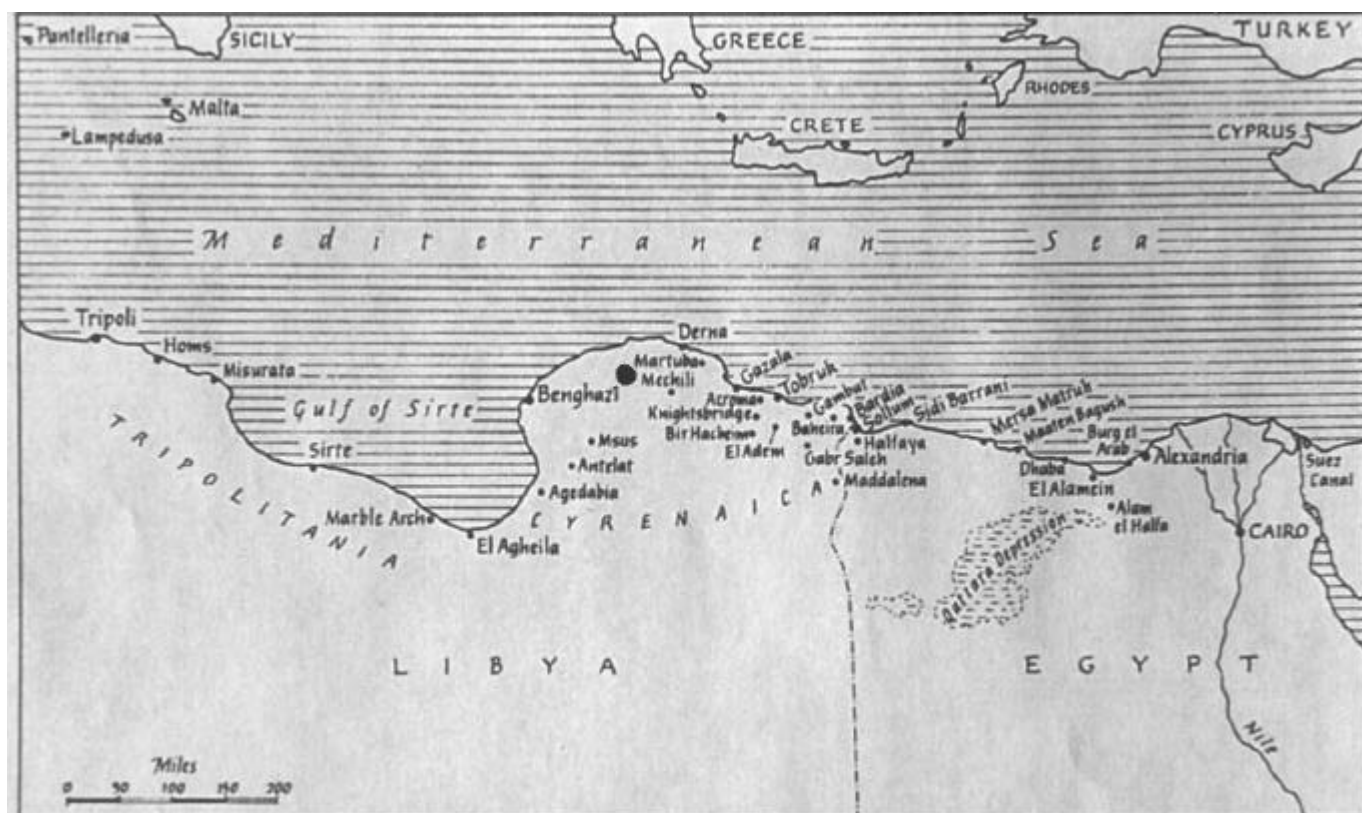 Pantelleria
SICILY
GREECE
TURKEY
Malta
RHODES
Lampedusa
CRETE
CYPRUS
Mediterranean Sea
Tripoli
Homs
Misurata
Derna
Martuba
Mechili
Gazala
Tobruk
Benghazi
Gulf of Sirte
Acroma
Knightsbridge
Bir Hacheim
El Adem
Gambut
Bardia
Sollum
Baheira
Halfaya
Sidi Barrani
Mersa Matruh
Maaten Bagush
Burg el
Arab
Alexandria
Suez
Canal
Msus
Antelat
Gabr Saleh
Maddalena
Dhaba
El Alamein
Sirte
Agedabia
TRIPOLITANIA
Marble Arch
El Agheila
CYRENAICA
Alam
el Halfa
CAIRO
Qattara Depression
LIBYA
EGYPT
Nile
Miles
0 50 100 150 200